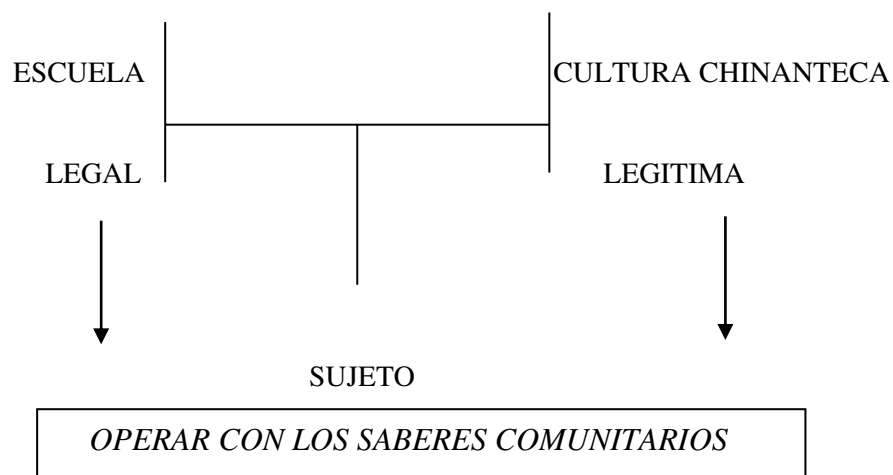 ESCUELA CULTURA CHINANTECA
LEGAL LEGITIMA
SUJETO
OPERAR CON LOS SABERES COMUNITARIOS